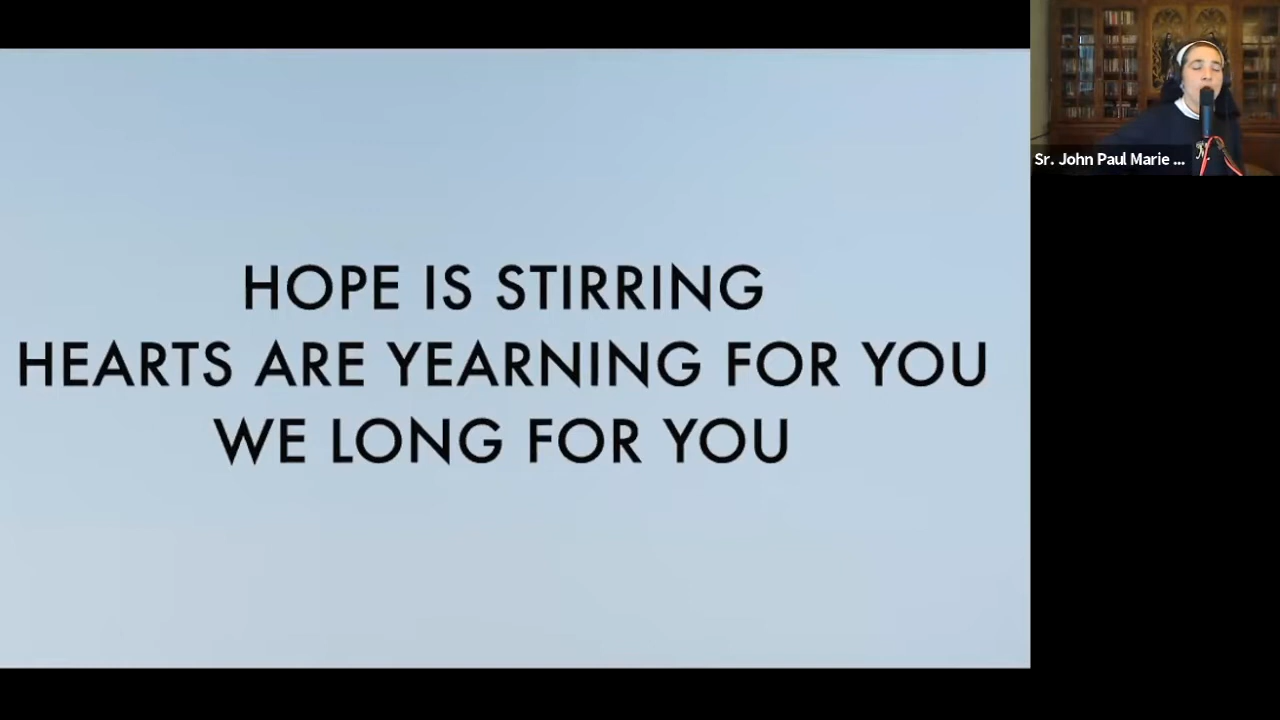 HOPE IS STIRRING
HEARTS ARE YEARNING FOR YOU
WE LONG FOR YOU
Sr. John Paul Marie ...